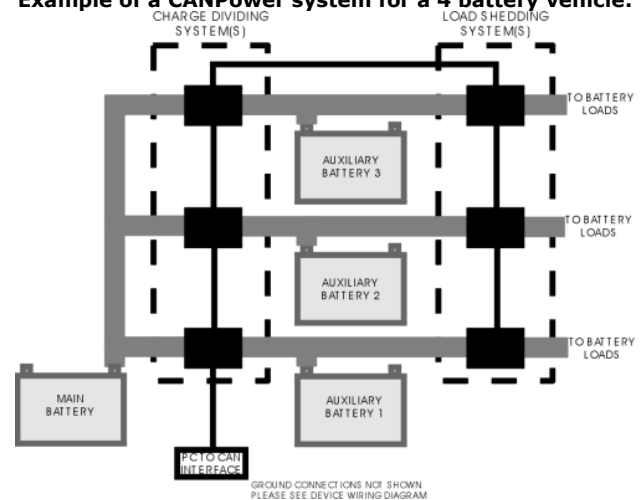 Example of a CANPower system for a 4 battery vehicle.
CHARGE DIVIDING
SYSTEM(S)
LOAD SHEDDING
SYSTEM(S)
TO BATTERY
LOADS
AUXILIARY
BATTERY 3
TO BATTERY
LOADS
AUXILIARY
BATTERY 2
TO BATTERY
LOADS
MAIN
BATTERY
AUXILIARY
BATTERY 1
PC TO CAN
INTERFACE
GROUND CONNECTIONS NOT SHOWN
PLEASE SEE DEVICE WIRING DIAGRAM